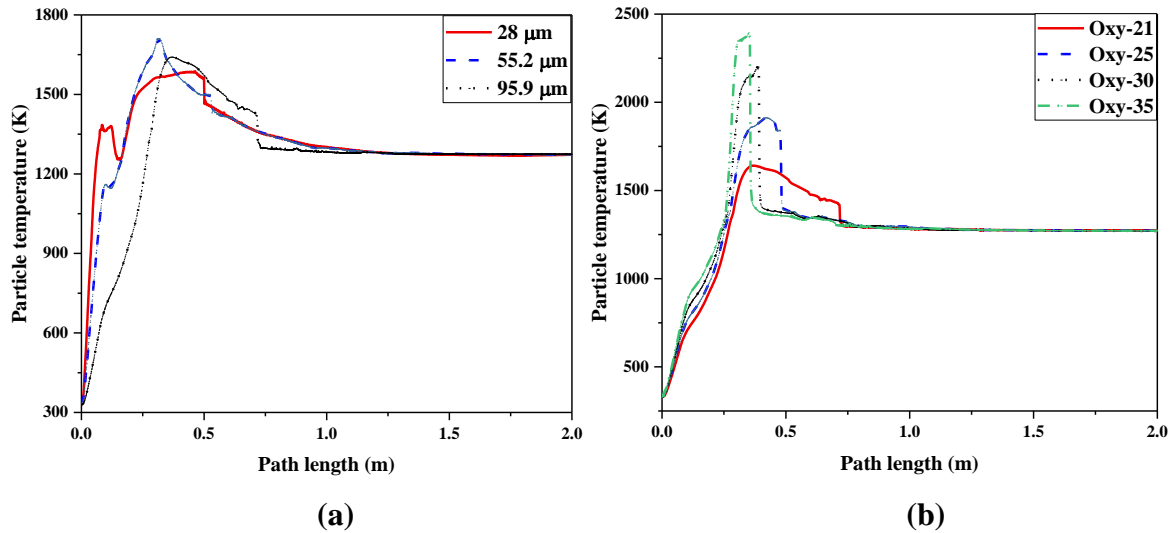 1800
1500
1200
900
600
300
0.0
0.5
1.0
1.5
2.0
Particle temperature (K)
Path length (m)
28 μm
55.2 μm
95.9 μm
(a)
2500
2000
1500
1000
500
0.0
0.5
1.0
1.5
2.0
Particle temperature (K)
Path length (m)
Oxy-21
Oxy-25
Oxy-30
Oxy-35
(b)